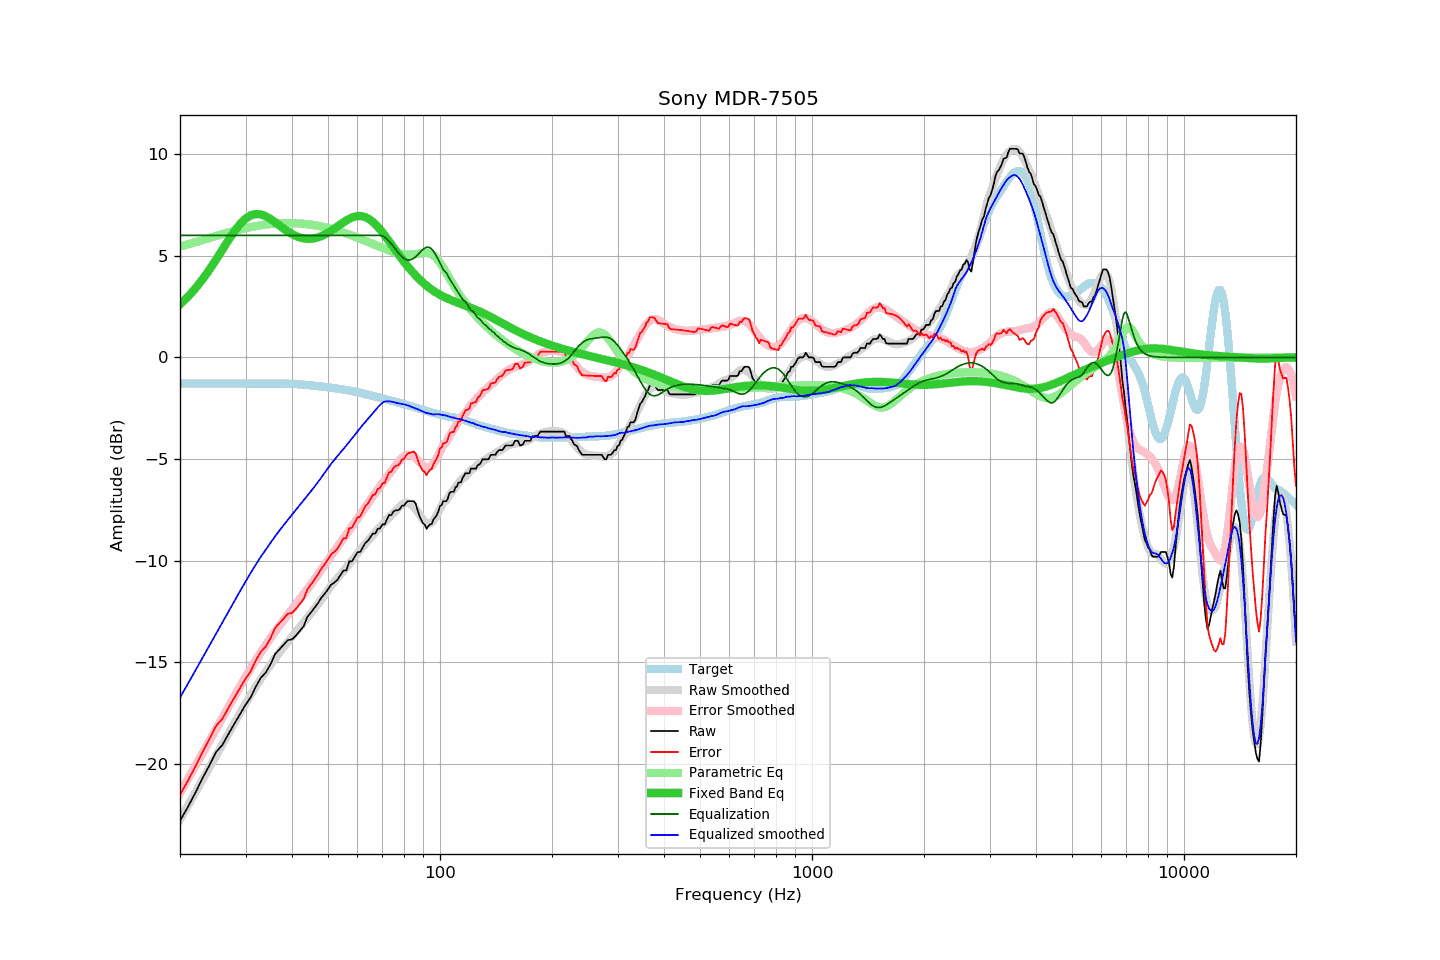 Sony MDR-7505
10
5
0
−5
−10
−15
−20
Amplitude (dBr)
Target
Raw Smoothed
Error Smoothed
Raw
Error
Parametric Eq
Fixed Band Eq
Equalization
Equalized smoothed
100
1000
10000
Frequency (Hz)